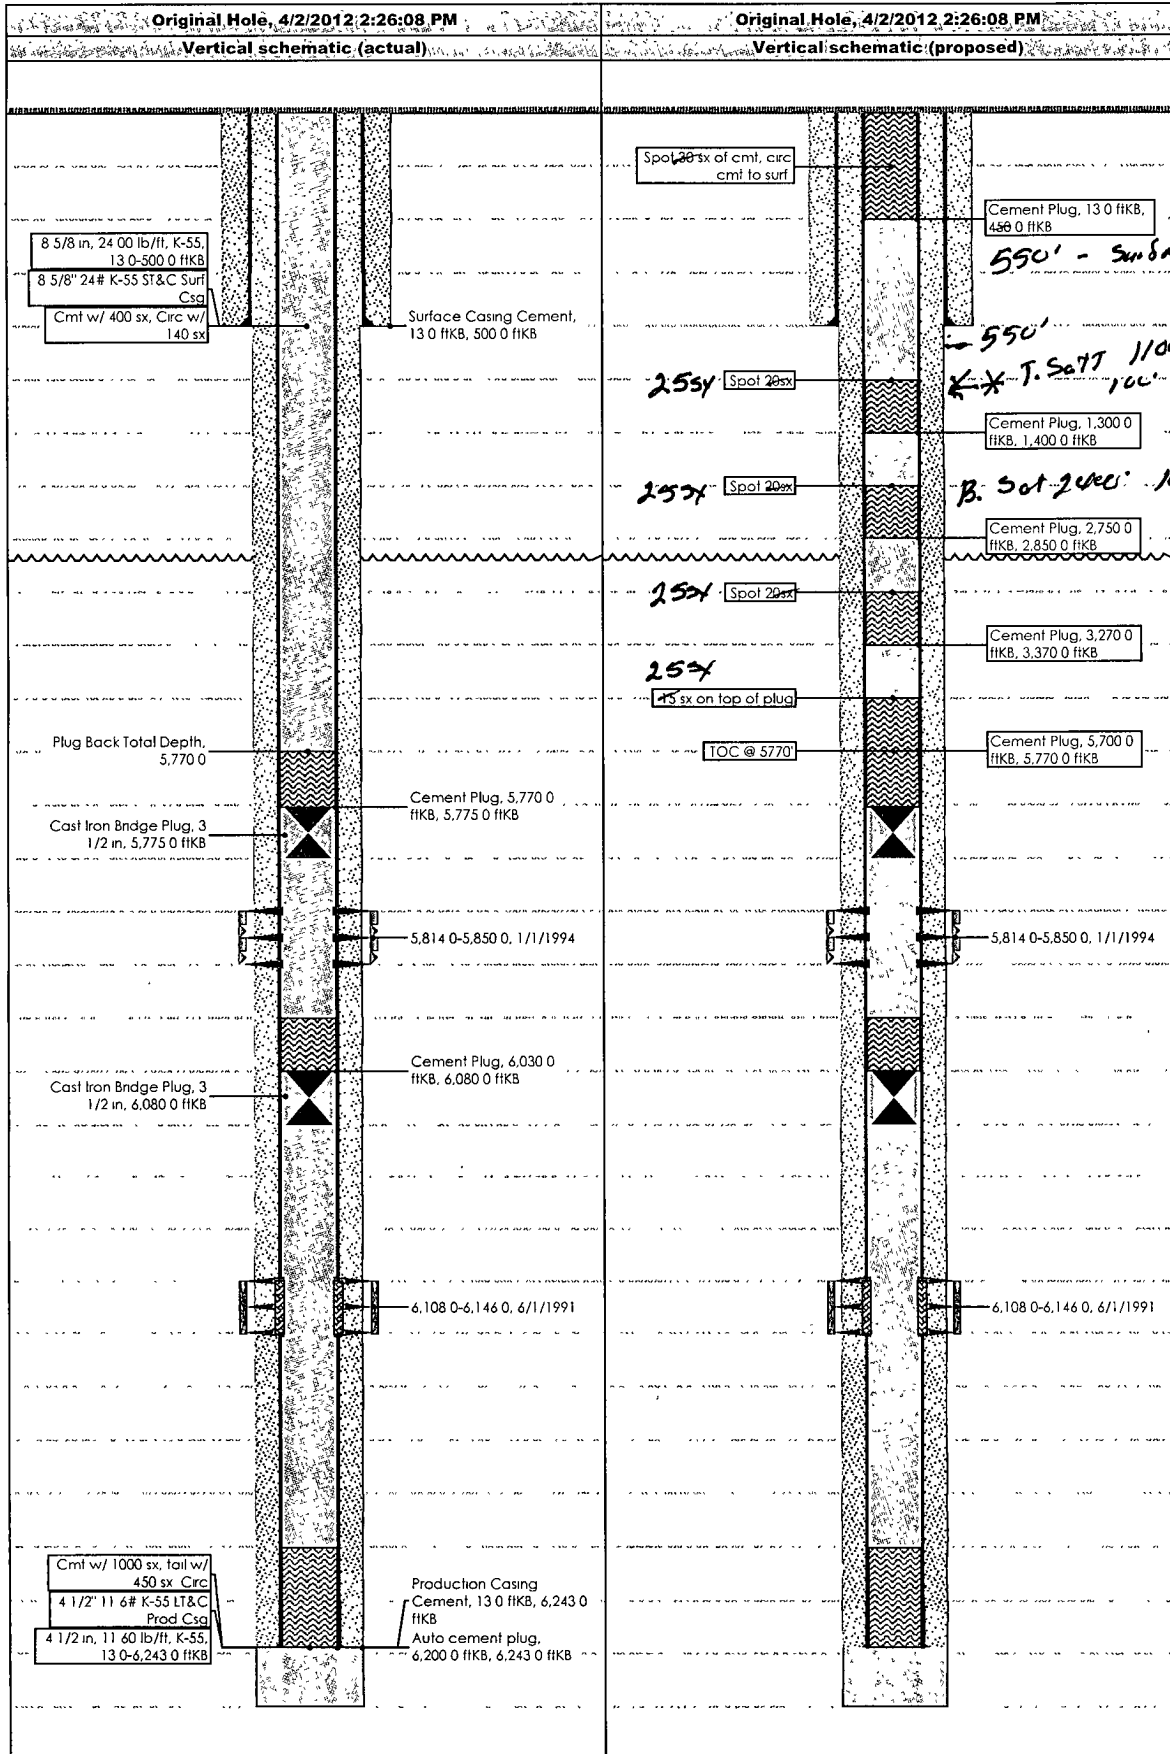 Original Hole, 4/2/2012 2:26:08 PM
Vertical schematic (actual)
8 5/8 in, 24 00 lb/ft, K-55,
13 0-500 0 ftKB
8 5/8" 24# K-55 ST&C Surf
Csg
Cmt w/ 400 sx, Circ w/
140 sx
Surface Casing Cement,
13 0 ftKB, 500 0 ftKB
Plug Back Total Depth,
5,770 0
Cement Plug, 5,770 0
ftKB, 5,775 0 ftKB
Cast Iron Bridge Plug, 3
1/2 in, 5,775 0 ftKB
5,814 0-5,850 0, 1/1/1994
Cement Plug, 6,030 0
ftKB, 6,080 0 ftKB
Cast Iron Bridge Plug, 3
1/2 in, 6,080 0 ftKB
6,108 0-6,146 0, 6/1/1991
Cmt w/ 1000 sx, tail w/
450 sx Circ
4 1/2" 11 6# K-55 LT&C
Prod Csg
4 1/2 in, 11 60 lb/ft, K-55,
13 0-6,243 0 ftKB
Production Casing
Cement, 13 0 ftKB, 6,243 0
ftKB
Auto cement plug,
6,200 0 ftKB, 6,243 0 ftKB
Original Hole, 4/2/2012 2:26:08 PM
Vertical schematic (proposed)
Spot 30 sx of cmt, circ
cmt to surf
Cement Plug, 13 0 ftKB,
450 0 ftKB
550' -
550'
T. Salt
25sx Spot 20sx
Cement Plug, 1,300 0
ftKB, 1,400 0 ftKB
25sx Spot 20sx
B. Salt
Cement Plug, 2,750 0
ftKB, 2,850 0 ftKB
25sx Spot 20sx
Cement Plug, 3,270 0
ftKB, 3,370 0 ftKB
25sx
15 sx on top of plug
TOC @ 5770'
Cement Plug, 5,700 0
ftKB, 5,770 0 ftKB
5,814 0-5,850 0, 1/1/1994
6,108 0-6,146 0, 6/1/1991